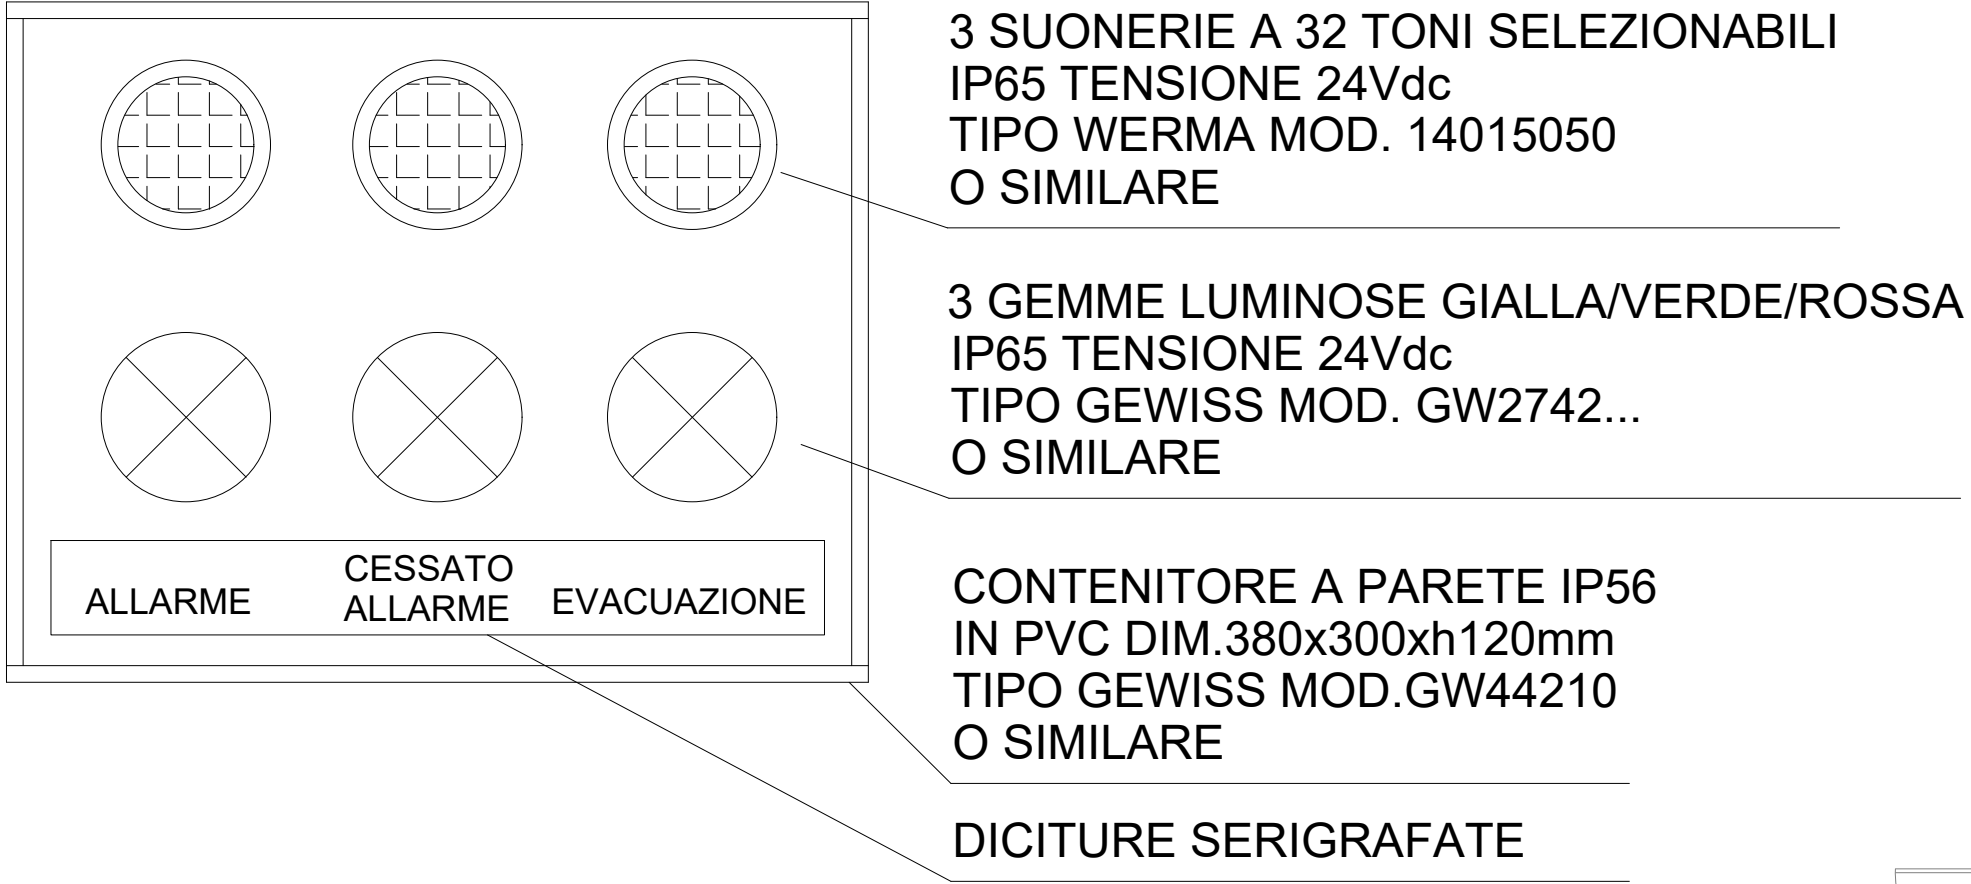 3 SUONERIE A 32 TONI SELEZIONABILI
IP65 TENSIONE 24Vdc
TIPO WERMA MOD. 14015050
O SIMILARE
3 GEMME LUMINOSE GIALLA/VERDE/ROSSA
IP65 TENSIONE 24Vdc
TIPO GEWISS MOD. GW2742...
O SIMILARE
ALLARME
CESSATO
ALLARME
EVACUAZIONE
CONTENITORE A PARETE IP56
IN PVC DIM.380x300xh120mm
TIPO GEWISS MOD.GW44210
O SIMILARE
DICITURE SERIGRAFATE